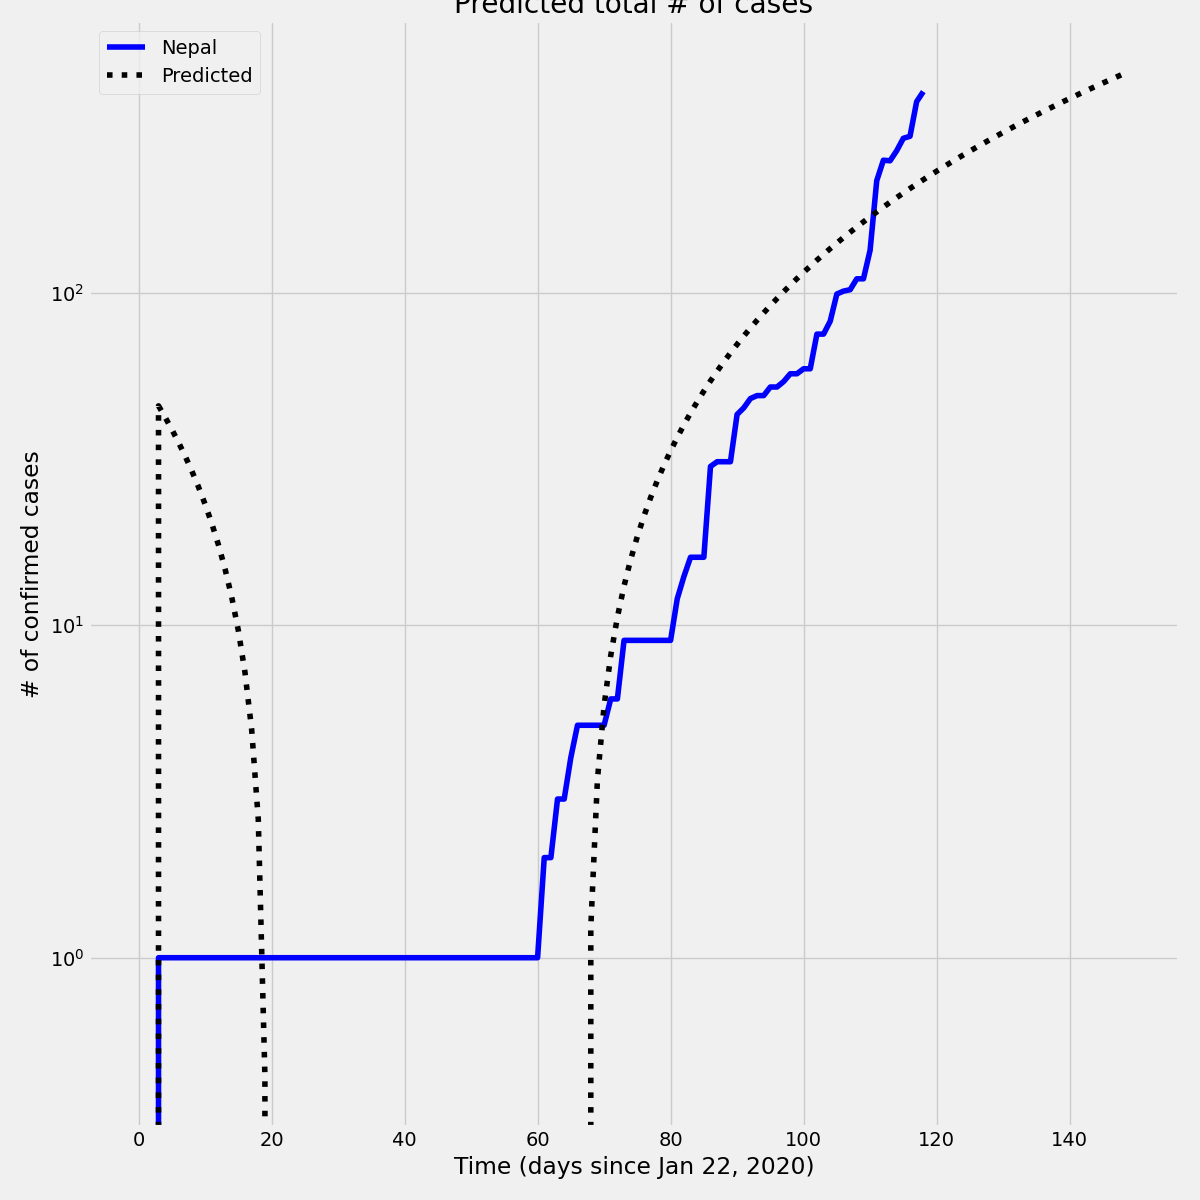 Predicted total # of cases
Nepal
Predicted
# of confirmed cases
10²
10¹
10⁰
0 20 40 60 80 100 120 140
Time (days since Jan 22, 2020)